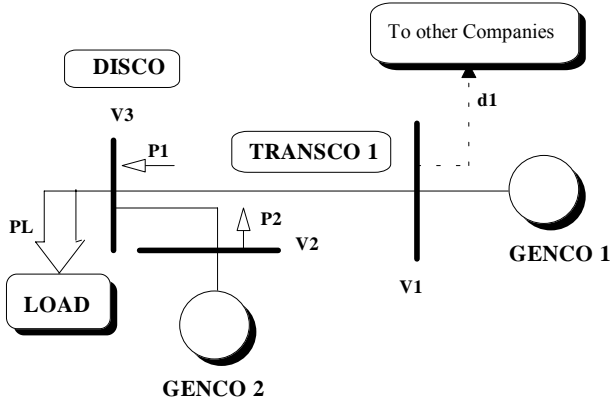 To other Companies
DISCO
d1
V3
P1
TRANSCO 1
PL
P2
V2
GENCO 1
V1
LOAD
GENCO 2